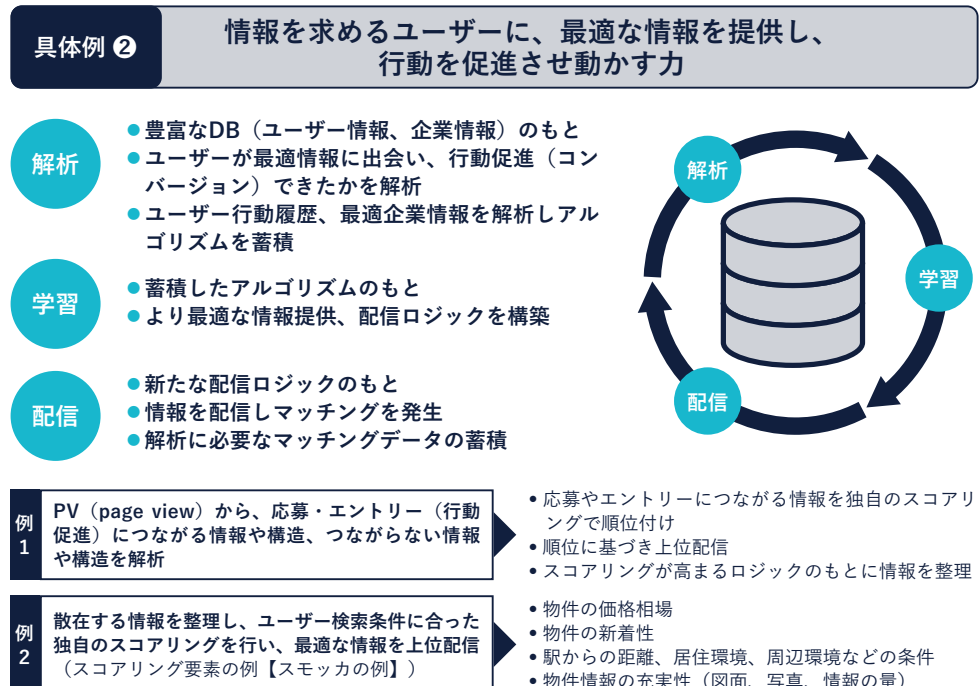 具体例 ❷
情報を求めるユーザーに、最適な情報を提供し、
行動を促進させ動かす力
解析
●豊富なDB（ユーザー情報、企業情報）のもと
●ユーザーが最適情報に出会い、行動促進（コン
バージョン）できたかを解析
●ユーザー行動履歴、最適企業情報を解析しアル
ゴリズムを蓄積
学習
●蓄積したアルゴリズムのもと
●より最適な情報提供、配信ロジックを構築
配信
●新たな配信ロジックのもと
●情報を配信しマッチングを発生
●解析に必要なマッチングデータの蓄積
解析
学習
配信
例
1
PV（page view）から、応募・エントリー（行動
促進）につながる情報や構造、つながらない情報
や構造を解析
•応募やエントリーにつながる情報を独自のスコアリ
ングで順位付け
•順位に基づき上位配信
•スコアリングが高まるロジックのもとに情報を整理
例
2
散在する情報を整理し、ユーザー検索条件に合った
独自のスコアリングを行い、最適な情報を上位配信
（スコアリング要素の例【スモッカの例】）
•物件の価格相場
•物件の新着性
•駅からの距離、居住環境、周辺環境などの条件
•物件情報の充実性（図面、写真、情報の量）